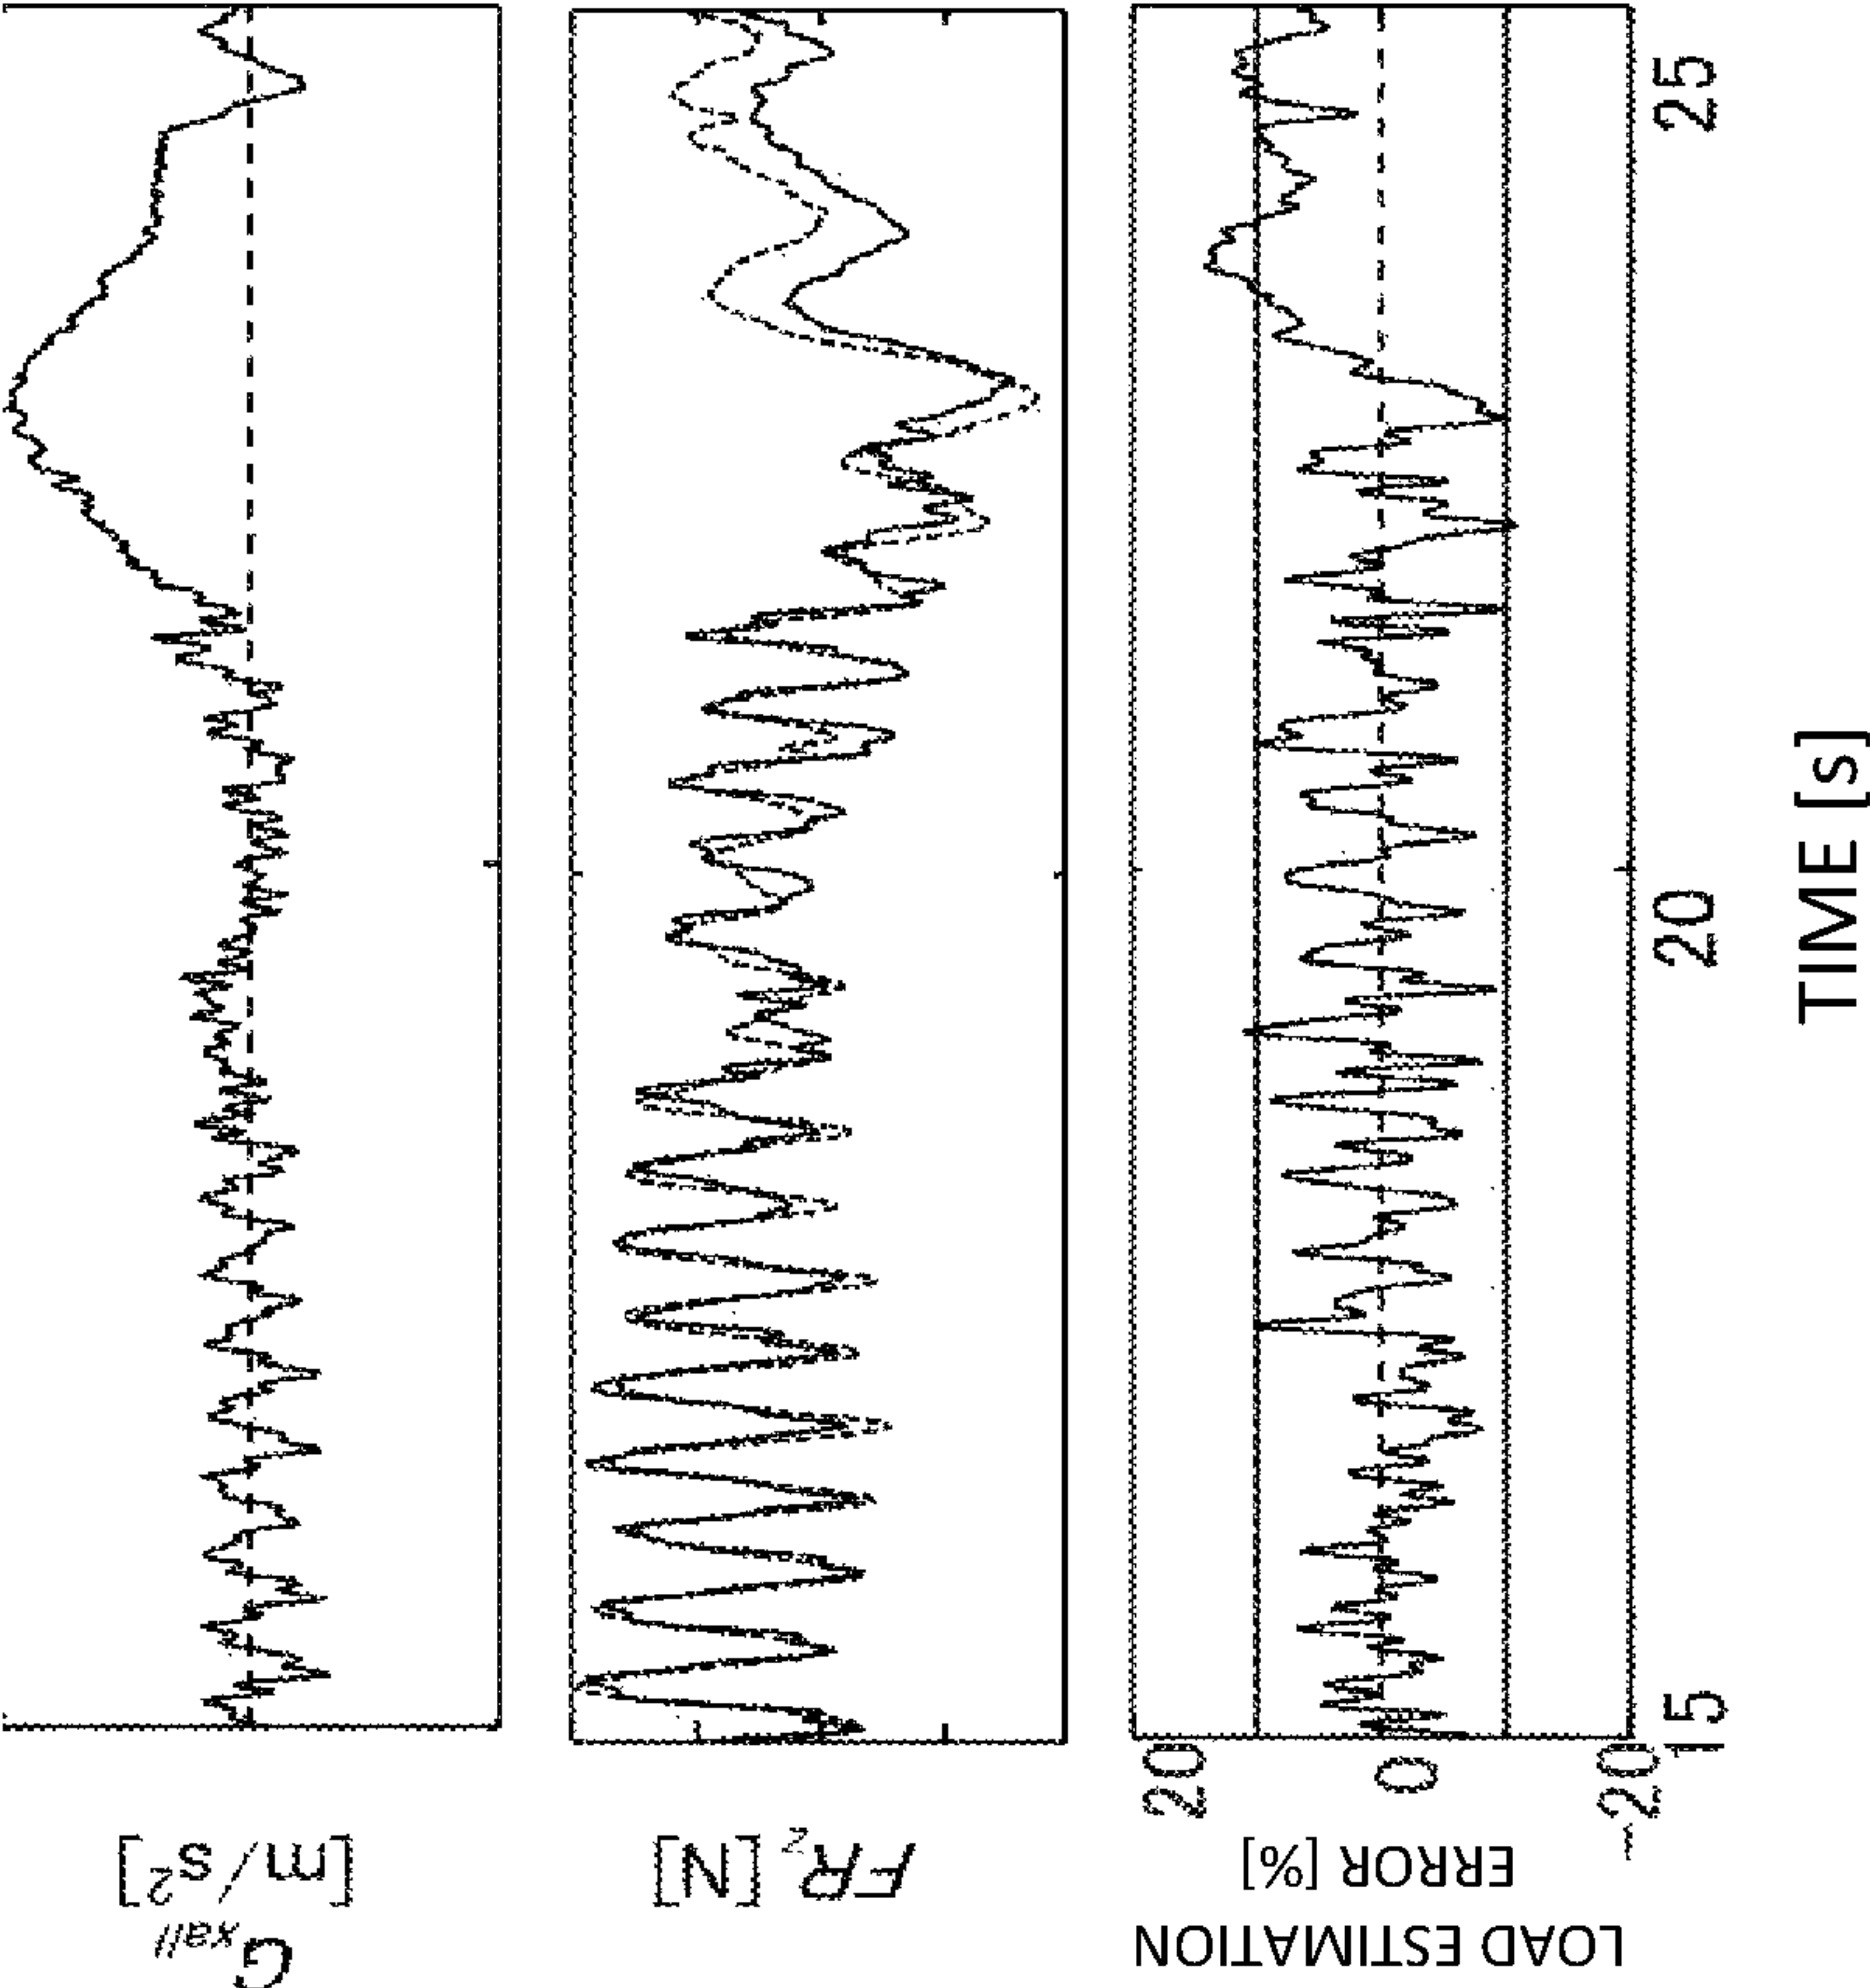 G_xall
[m/s²]
FR_z [N]
LOAD ESTIMATION
ERROR [%]
20
0
-20
15
20
25
TIME [s]